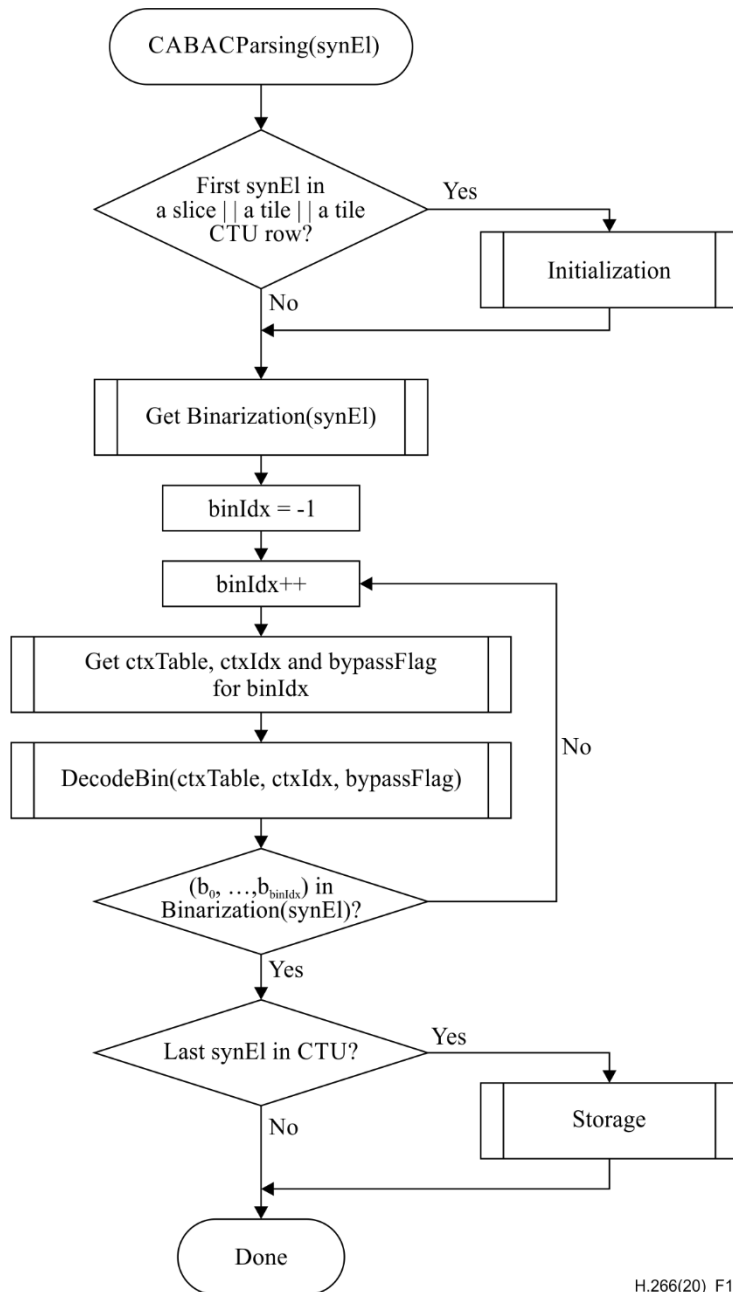 CABACParsing(synEl)
First synEl in
a slice || a tile || a tile
CTU row?
Yes
Initialization
No
Get Binarization(synEl)
binIdx = -1
binIdx++
Get ctxTable, ctxIdx and bypassFlag
for binIdx
No
DecodeBin(ctxTable, ctxIdx, bypassFlag)
(b0, …,bbinIdx) in
Binarization(synEl)?
Yes
Last synEl in CTU?
Yes
Storage
No
Done
H.266(20)_F1